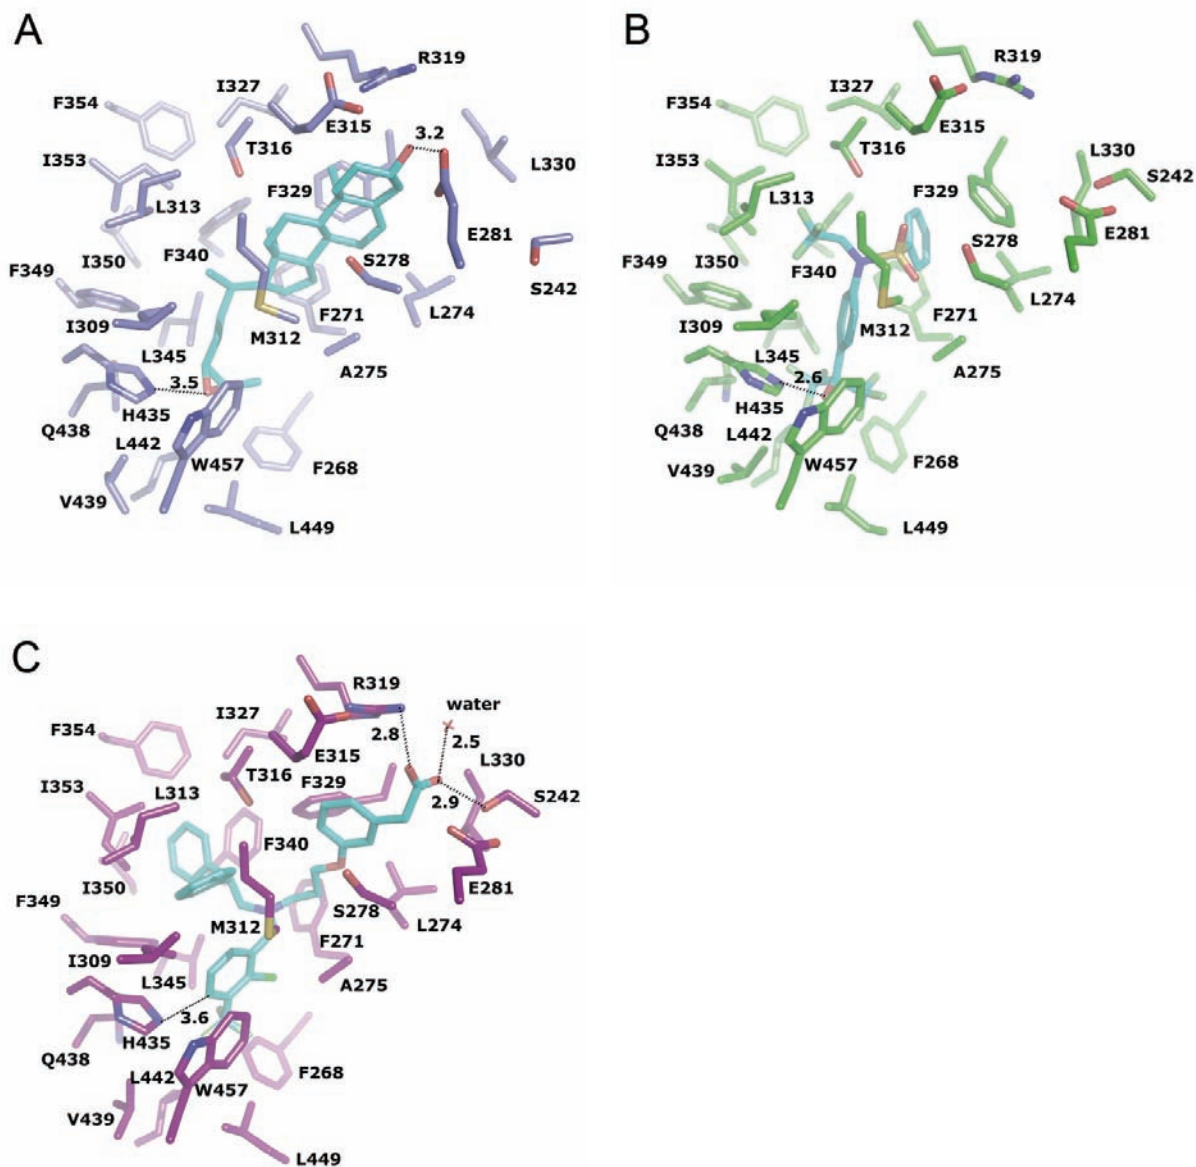 A
R319
I327
F354
E315
3.2
T316
L330
I353
F329
L313
E281
F340
I350
S278
F349
S242
L274
F271
I309
M312
L345
A275
3.5
H435
Q438
L442
F268
W457
V439
L449
B
R319
I327
F354
E315
T316
L330
I353
S242
F329
L313
E281
S278
I350
F349
F340
L274
F271
I309
M312
L345
A275
2.6
H435
Q438
L442
F268
W457
V439
L449
C
R319
water
I327
F354
2.8
2.5
E315
L330
T316
F329
I353
L313
2.9
S242
F340
I350
E281
S278
F349
M312
L274
F271
I309
L345
A275
3.6
H435
Q438
L442
F268
W457
V439
L449